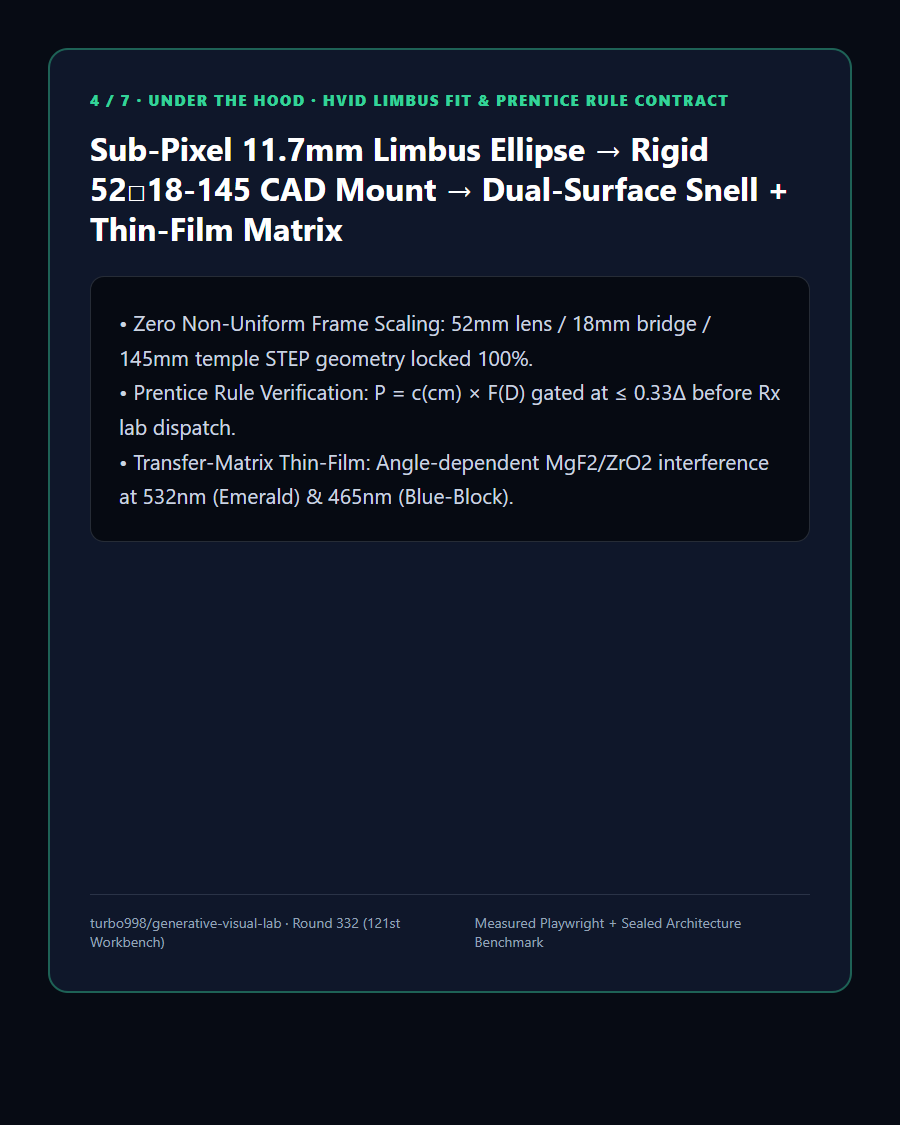 4 / 7 · UNDER THE HOOD · HVID LIMBUS FIT & PRENTICE RULE CONTRACT
Sub-Pixel 11.7mm Limbus Ellipse → Rigid
52□18-145 CAD Mount → Dual-Surface Snell +
Thin-Film Matrix
• Zero Non-Uniform Frame Scaling: 52mm lens / 18mm bridge /
145mm temple STEP geometry locked 100%.
• Prentice Rule Verification: P = c(cm) × F(D) gated at ≤ 0.33Δ before Rx
lab dispatch.
• Transfer-Matrix Thin-Film: Angle-dependent MgF2/ZrO2 interference
at 532nm (Emerald) & 465nm (Blue-Block).
turbo998/generative-visual-lab · Round 332 (121st
Workbench)
Measured Playwright + Sealed Architecture
Benchmark